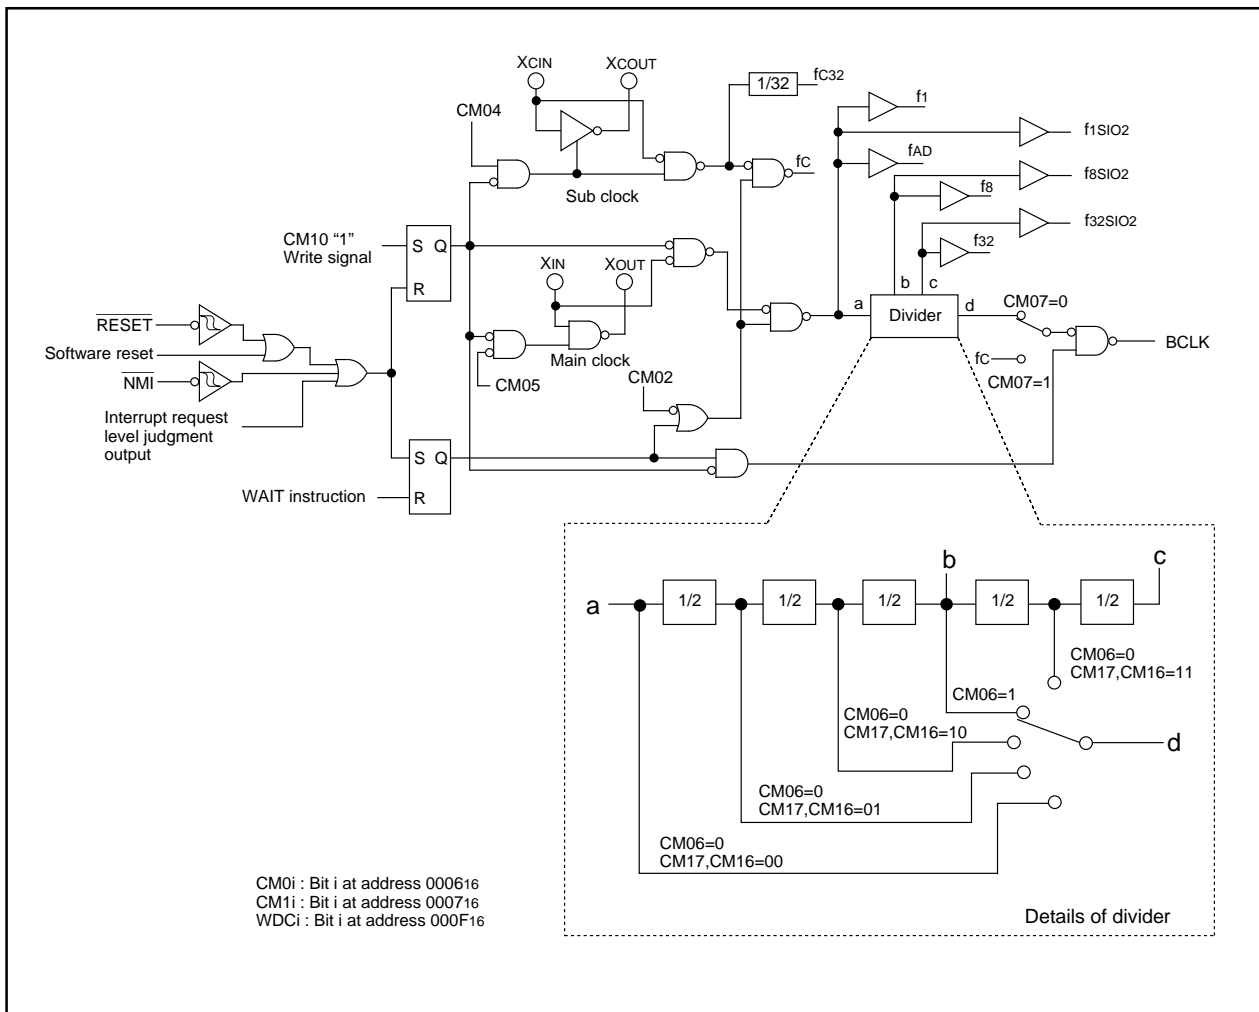 XCIN
XCOUT
1/32
fC32
f1
CM04
f1SIO2
fAD
fC
f8SIO2
Sub clock
f8
f32SIO2
CM10 “1”
Write signal
S Q
R
XIN
XOUT
f32
b
c
a
Divider
d
CM07=0
RESET
BCLK
Software reset
Main clock
fC
CM07=1
NMI
CM05
CM02
Interrupt request
level judgment
output
S Q
R
WAIT instruction
b
c
a
1/2
1/2
1/2
1/2
1/2
CM06=0
CM17,CM16=11
CM06=1
CM06=0
CM17,CM16=10
d
CM06=0
CM17,CM16=01
CM06=0
CM17,CM16=00
CM0i : Bit i at address 000616
CM1i : Bit i at address 000716
WDCi : Bit i at address 000F16
Details of divider